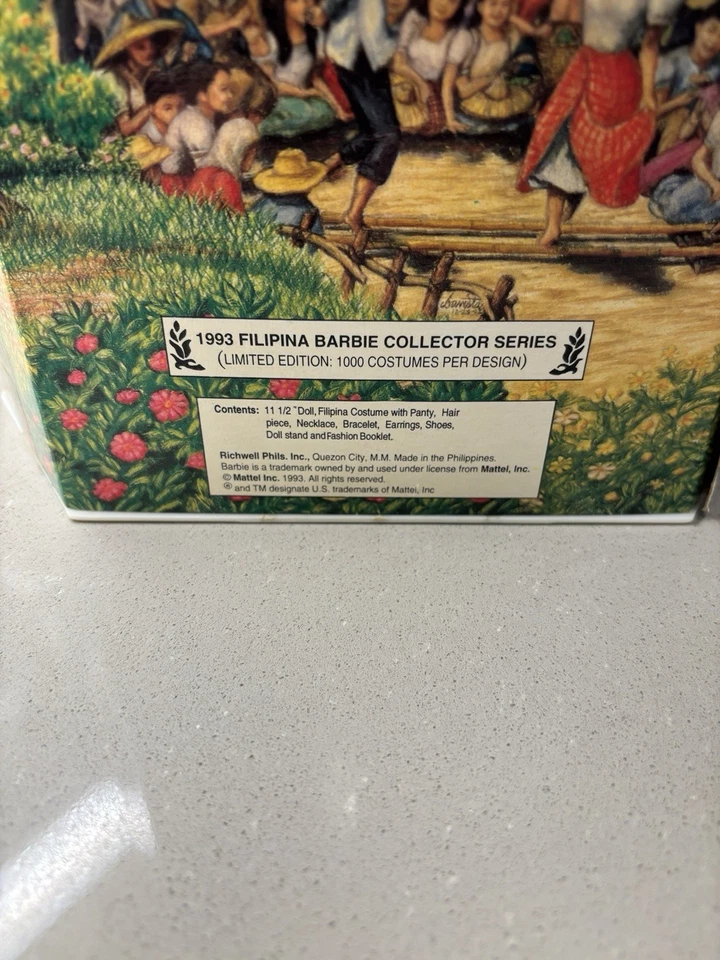 1993 FILIPINA BARBIE COLLECTOR SERIES
(LIMITED EDITION: 1000 COSTUMES PER DESIGN)
Contents: 11 1/2 "Doll, Filipina Costume with Panty, Hair
piece, Necklace, Bracelet, Earrings, Shoes,
Doll stand and Fashion Booklet.
Richwell Phils. Inc., Quezon City, M.M. Made in the Philippines.
Barbie is a trademark owned by and used under license from Mattel, Inc.
© Mattel Inc. 1993. All rights reserved.
® and TM designate U.S. trademarks of Mattel, Inc